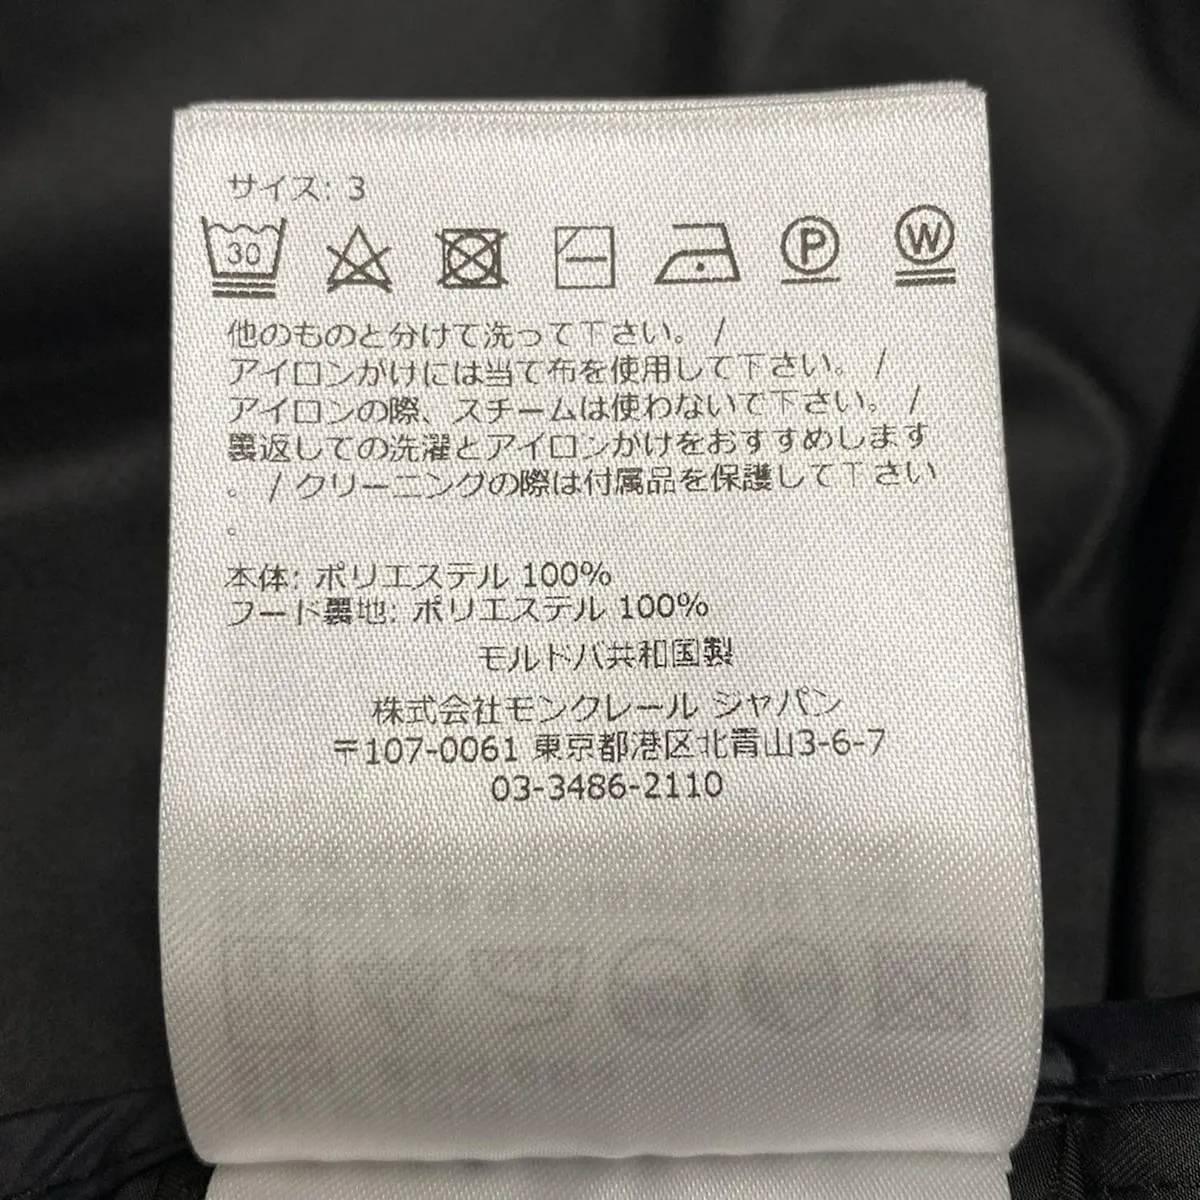 サイズ: 3
30
P
W
他のものと分けて洗って下さい。 /
アイロンがけには当て布を使用して下さい。 /
アイロンの際、スチームは使わないで下さい。 /
裏返しての洗濯とアイロンがけをおすすめします
。 / クリーニングの際は付属品を保護して下さい
。
本体: ポリエステル 100%
フード裏地: ポリエステル 100%
モルドバ共和国製
株式会社モンクレール ジャパン
〒107-0061 東京都港区北青山3-6-7
03-3486-2110